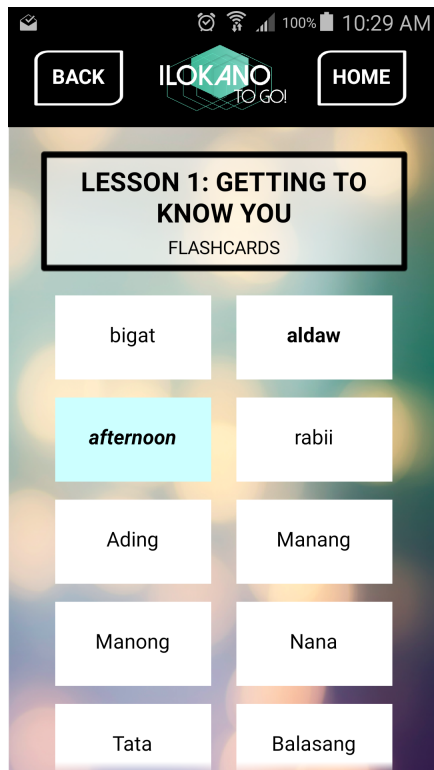 100% 10:29 AM
BACK
ILOKANO
TO GO!
HOME
LESSON 1: GETTING TO
KNOW YOU
FLASHCARDS
bigat
aldaw
afternoon
rabii
Ading
Manang
Manong
Nana
Tata
Balasang